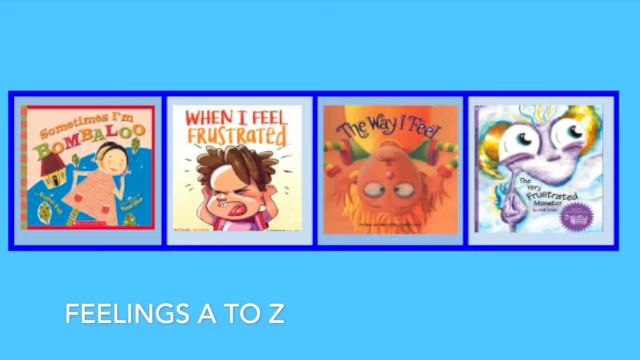 Sometimes I'm
BOMBALOO
WHEN I FEEL
FRUSTRATED
The Way I Feel
The
Very
Frustrated
Monster
FEELINGS A TO Z